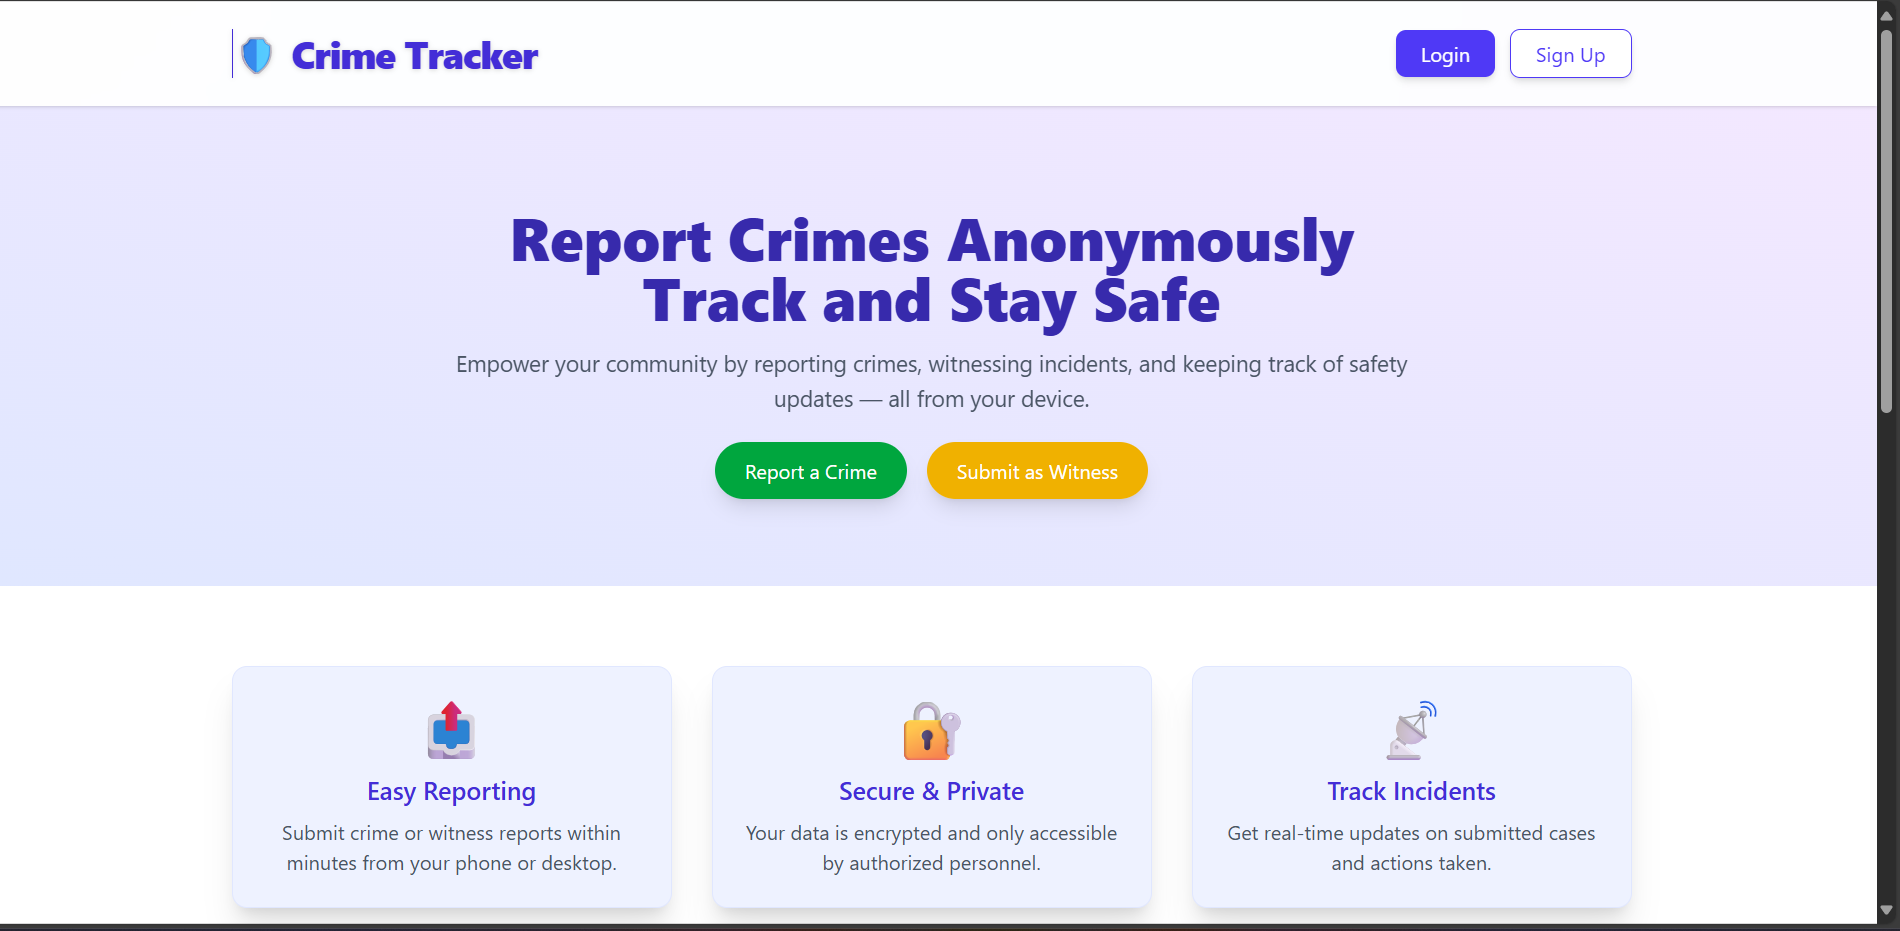 Crime Tracker
Login
Sign Up
Report Crimes Anonymously
Track and Stay Safe
Empower your community by reporting crimes, witnessing incidents, and keeping track of safety
updates — all from your device.
Report a Crime
Submit as Witness
Easy Reporting
Submit crime or witness reports within
minutes from your phone or desktop.
Secure & Private
Your data is encrypted and only accessible
by authorized personnel.
Track Incidents
Get real-time updates on submitted cases
and actions taken.